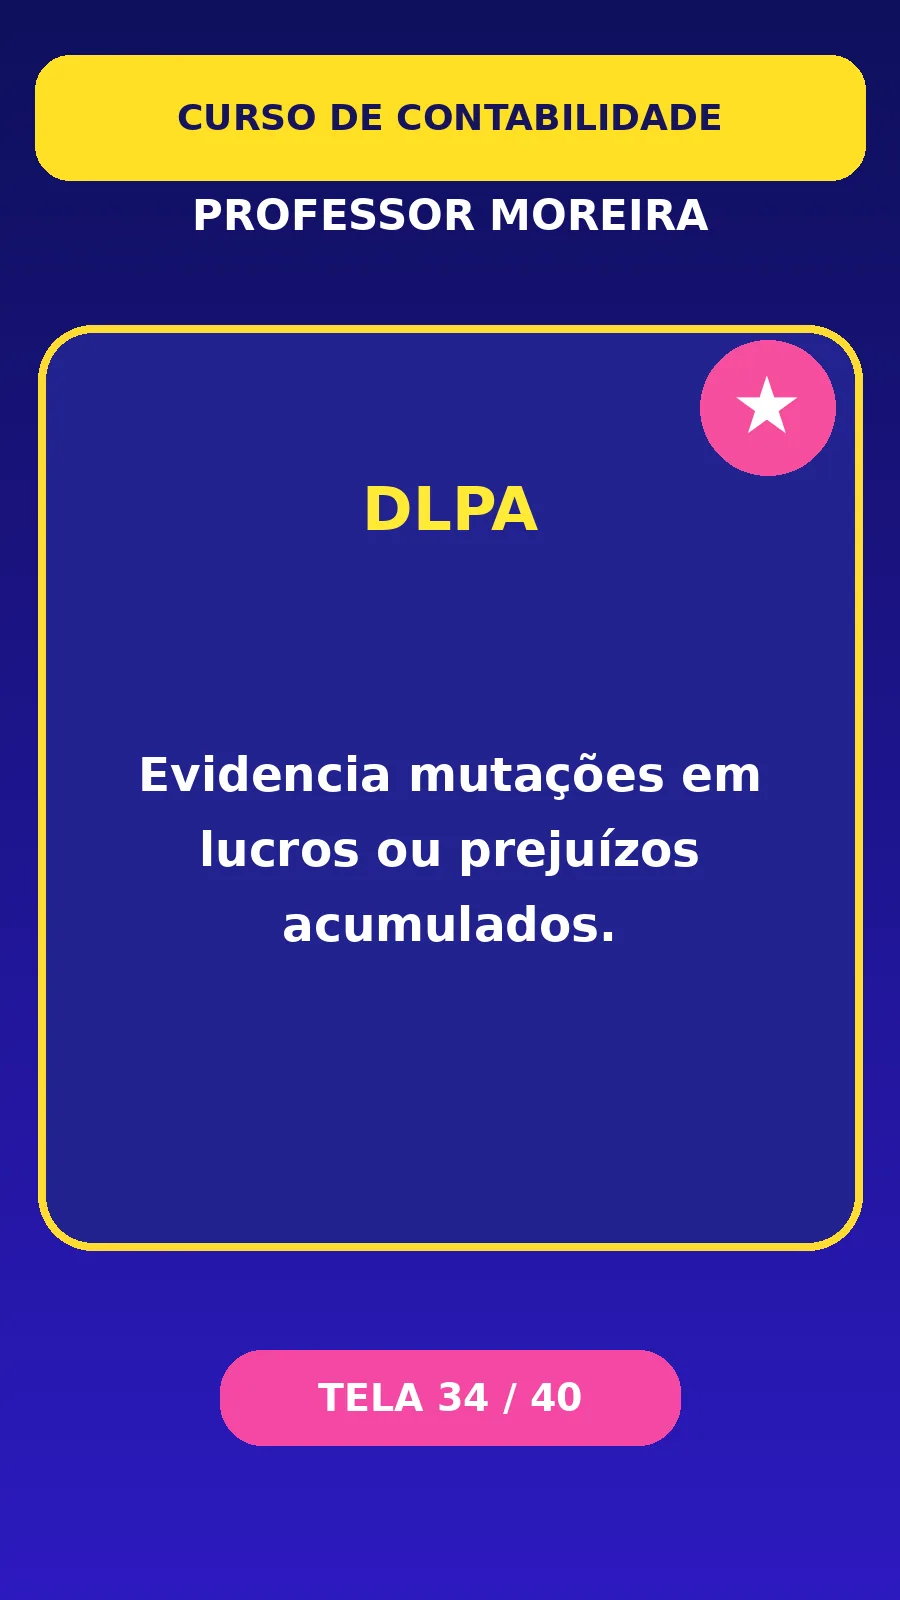 CURSO DE CONTABILIDADE
PROFESSOR MOREIRA
DLPA
Evidencia mutações em
lucros ou prejuízos
acumulados.
TELA 34 / 40